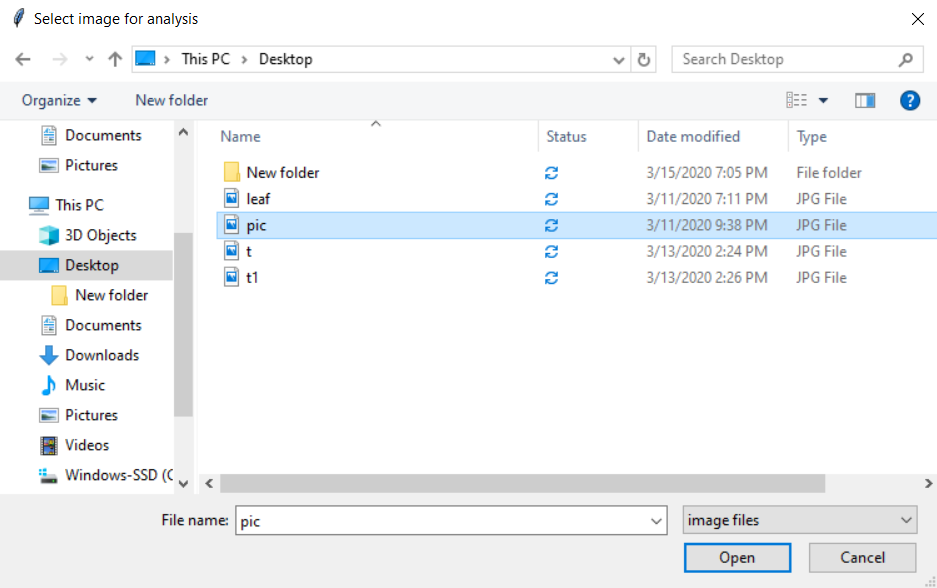 Select image for analysis
This PC > Desktop
Search Desktop
Organize
New folder
Documents
Pictures
This PC
3D Objects
Desktop
New folder
Documents
Downloads
Music
Pictures
Videos
Windows-SSD (C
Name Status Date modified Type
New folder 3/15/2020 7:05 PM File folder
leaf 3/11/2020 7:11 PM JPG File
pic 3/11/2020 9:38 PM JPG File
t 3/13/2020 2:24 PM JPG File
t1 3/13/2020 2:26 PM JPG File
File name: pic
image files
Open Cancel